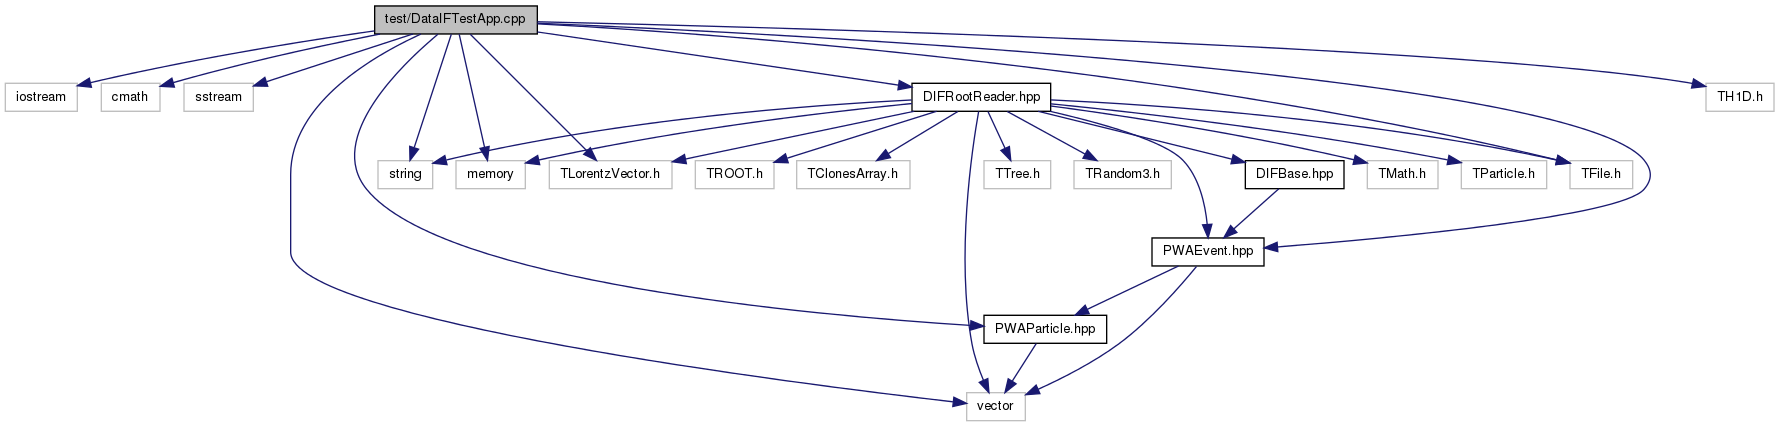 test/DataIFTestApp.cpp
iostream
cmath
sstream
DIFRootReader.hpp
TH1D.h
string
memory
TLorentzVector.h
TROOT.h
TClonesArray.h
TTree.h
TRandom3.h
DIFBase.hpp
TMath.h
TParticle.h
TFile.h
PWAEvent.hpp
PWAParticle.hpp
vector